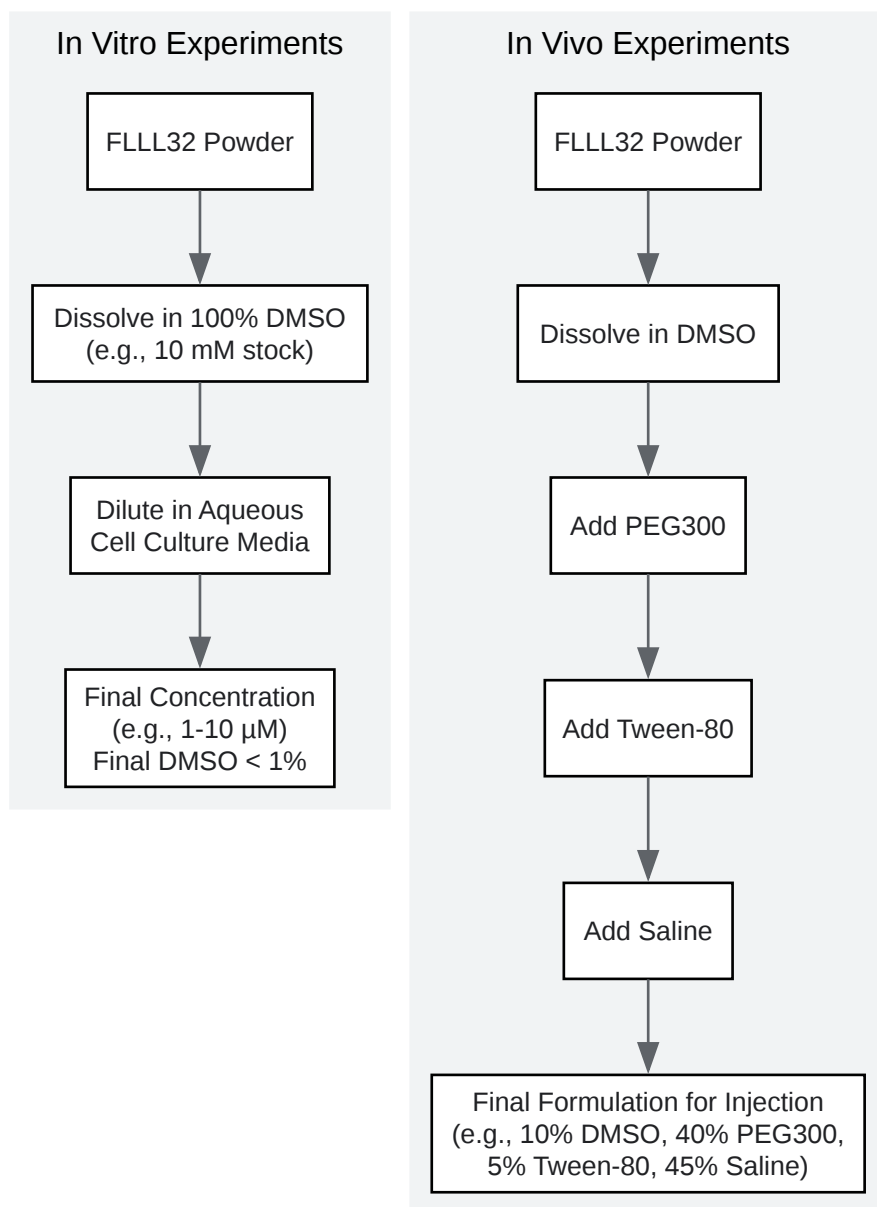 In Vitro Experiments
FLLL32 Powder
Dissolve in 100% DMSO
(e.g., 10 mM stock)
Dilute in Aqueous
Cell Culture Media
Final Concentration
(e.g., 1-10 µM)
Final DMSO < 1%
In Vivo Experiments
FLLL32 Powder
Dissolve in DMSO
Add PEG300
Add Tween-80
Add Saline
Final Formulation for Injection
(e.g., 10% DMSO, 40% PEG300,
5% Tween-80, 45% Saline)